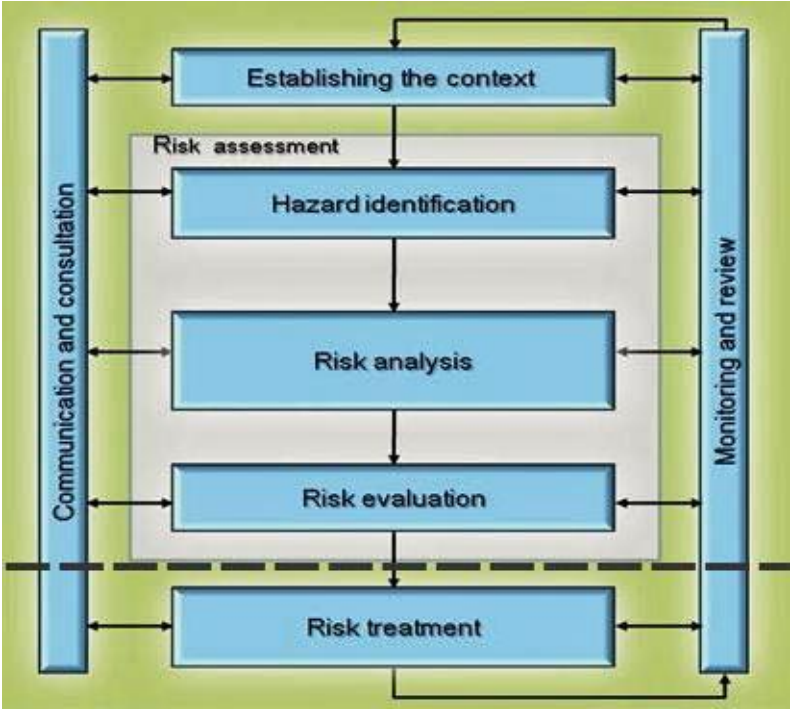 Establishing the context
Risk assessment
Hazard identification
Risk analysis
Risk evaluation
Risk treatment
Communication and consultation
Monitoring and review